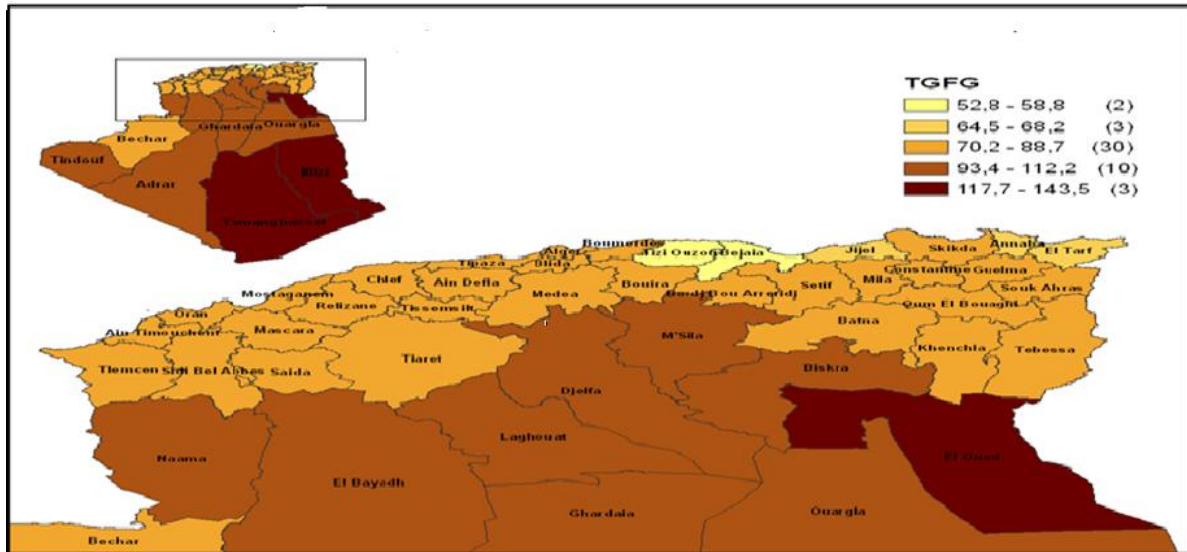 TGFG
52,8 - 58,8 (2)
64,5 - 68,2 (3)
70,2 - 88,7 (30)
93,4 - 112,2 (10)
117,7 - 143,5 (3)
Bechar
Ghardaia
Ouargla
Tindouf
Adrar
Illizi
Tamanghasset
Boumerdes
Alger
Tizi Ouzou
Bejaia
Jijel
Skikda
Annaba
El Tarf
Tipaza
Blida
Chlef
Ain Defla
Medea
Bouira
Bordj Bou Arreridj
Setif
Mila
Constantine
Guelma
Souk Ahras
Mostaganem
Relizane
Tissemsilt
Oum El Bouaghi
Oran
Ain Timouchent
Mascara
Tiaret
M'Sila
Batna
Khenchla
Tebessa
Tlemcen
Sidi Bel Abbes
Saida
Biskra
Djelfa
Laghouat
Naama
El Bayadh
El Oued
Ghardaia
Ouargla
Bechar